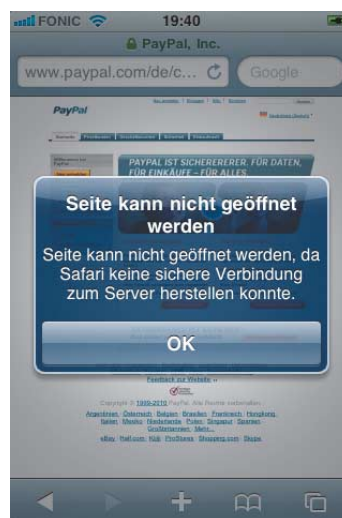 FONIC 19:40
PayPal, Inc.
www.paypal.com/de/c... Google
PayPal
PAYPAL IST SICHERERERER. FÜR DATEN,
FÜR EINKÄUFE – FÜR ALLES.
Seite kann nicht geöffnet
werden
Seite kann nicht geöffnet werden, da
Safari keine sichere Verbindung
zum Server herstellen konnte.
OK
Feedback zur Website
Copyright © 1999-2010 PayPal. Alle Rechte vorbehalten.
Argentinien Österreich Belgien Brasilien Frankreich Hongkong
Italien Mexiko Niederlande Polen Singapur Spanien
Großbritannien Mehr...
eBay Half.com Kijiji ProStores Shopping.com Skype